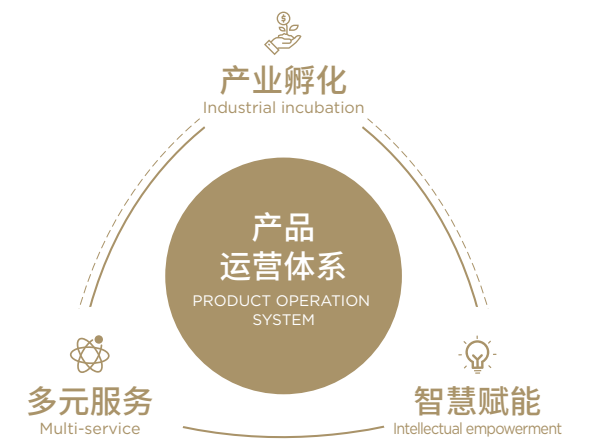 产业孵化
Industrial incubation
产品
运营体系
PRODUCT OPERATION
SYSTEM
多元服务
Multi-service
智慧赋能
Intellectual empowerment